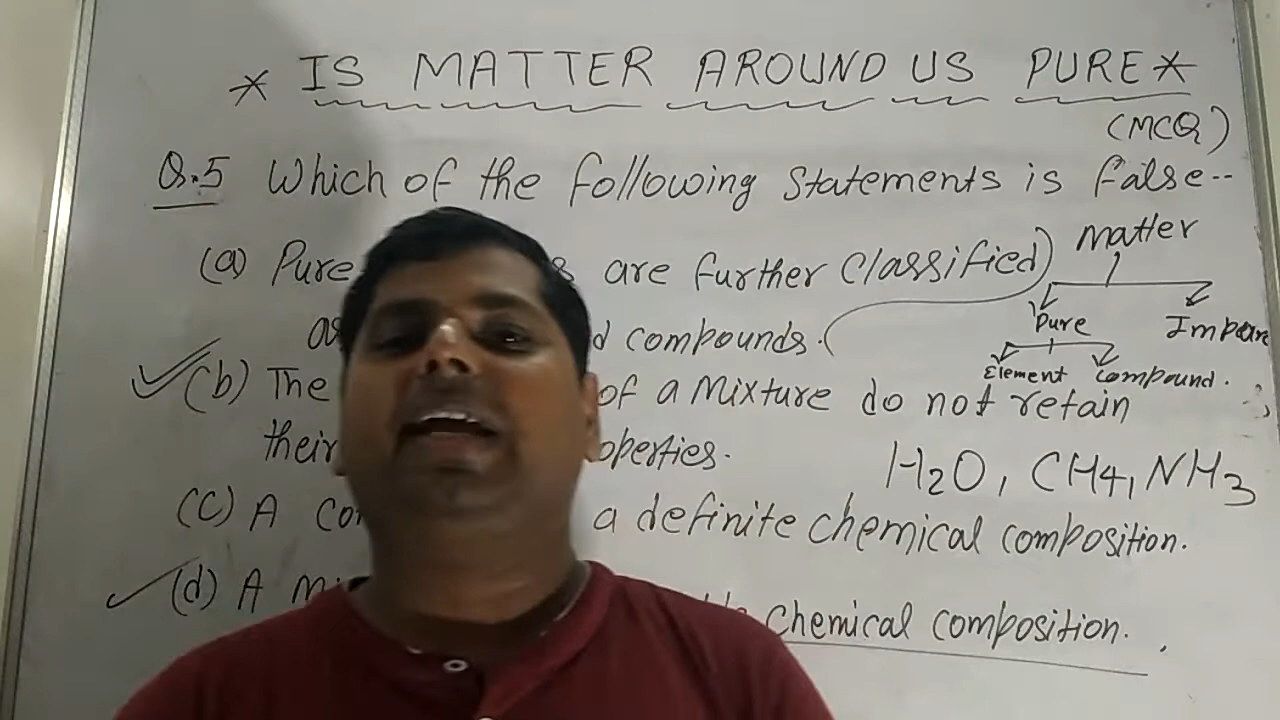 * IS MATTER AROUND US PURE *
(MCQ)
Q.5 Which of the following statements is false--
(a) Pure are further classified)
compounds.(
(b) The of a mixture do not retain
their
(c) A a definite chemical composition.
(d) A chemical composition.
Matter
Pure
Element compound.
H2O, CH4, NH3